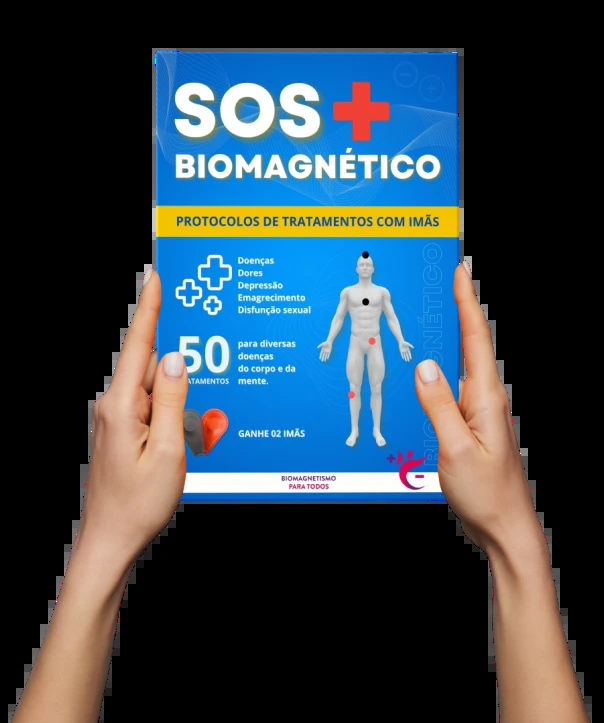 SOS
BIOMAGNÉTICO
PROTOCOLOS DE TRATAMENTOS COM IMÃS
Doenças
Dores
Depressão
Emagrecimento
Disfunção sexual
50
ATAMENTOS
para diversas
doenças
do corpo e da
mente.
GANHE 02 IMÃS
BIOMAGNETISMO
PARA TODOS